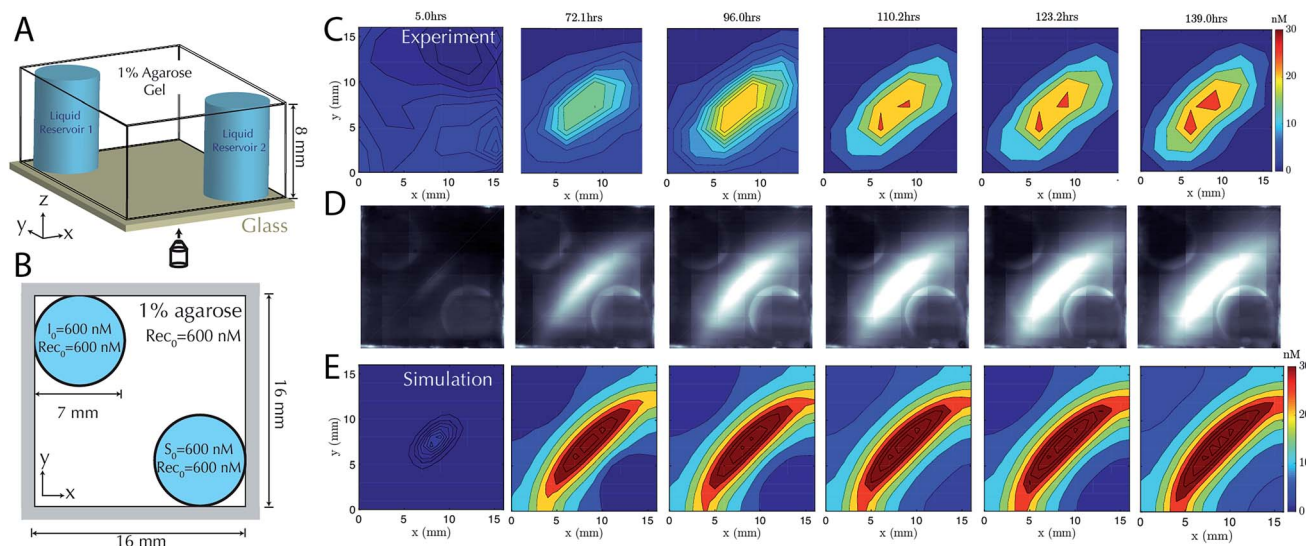 A
1% Agarose
Gel
Liquid
Reservoir 1
Liquid
Reservoir 2
8 mm
z
y
x
Glass
B
1% agarose
Rec₀=600 nM
I₀=600 nM
Rec₀=600 nM
7 mm
S₀=600 nM
Rec₀=600 nM
16 mm
y
x
16 mm
C
5.0hrs 72.1hrs 96.0hrs 110.2hrs 123.2hrs 139.0hrs
Experiment
nM
30
20
10
0
y (mm)
15
10
5
0
0 5 10 15 0 5 10 0 5 10 0 5 10 0 5 10 0 5 10 15
x (mm) x (mm) x (mm) x (mm) x (mm) x (mm)
D
E
Simulation
nM
30
20
10
0
y (mm)
15
10
5
0
0 5 10 15 0 5 10 15 0 5 10 15 0 5 10 15 0 5 10 15 0 5 10 15
x (mm) x (mm) x (mm) x (mm) x (mm) x (mm)